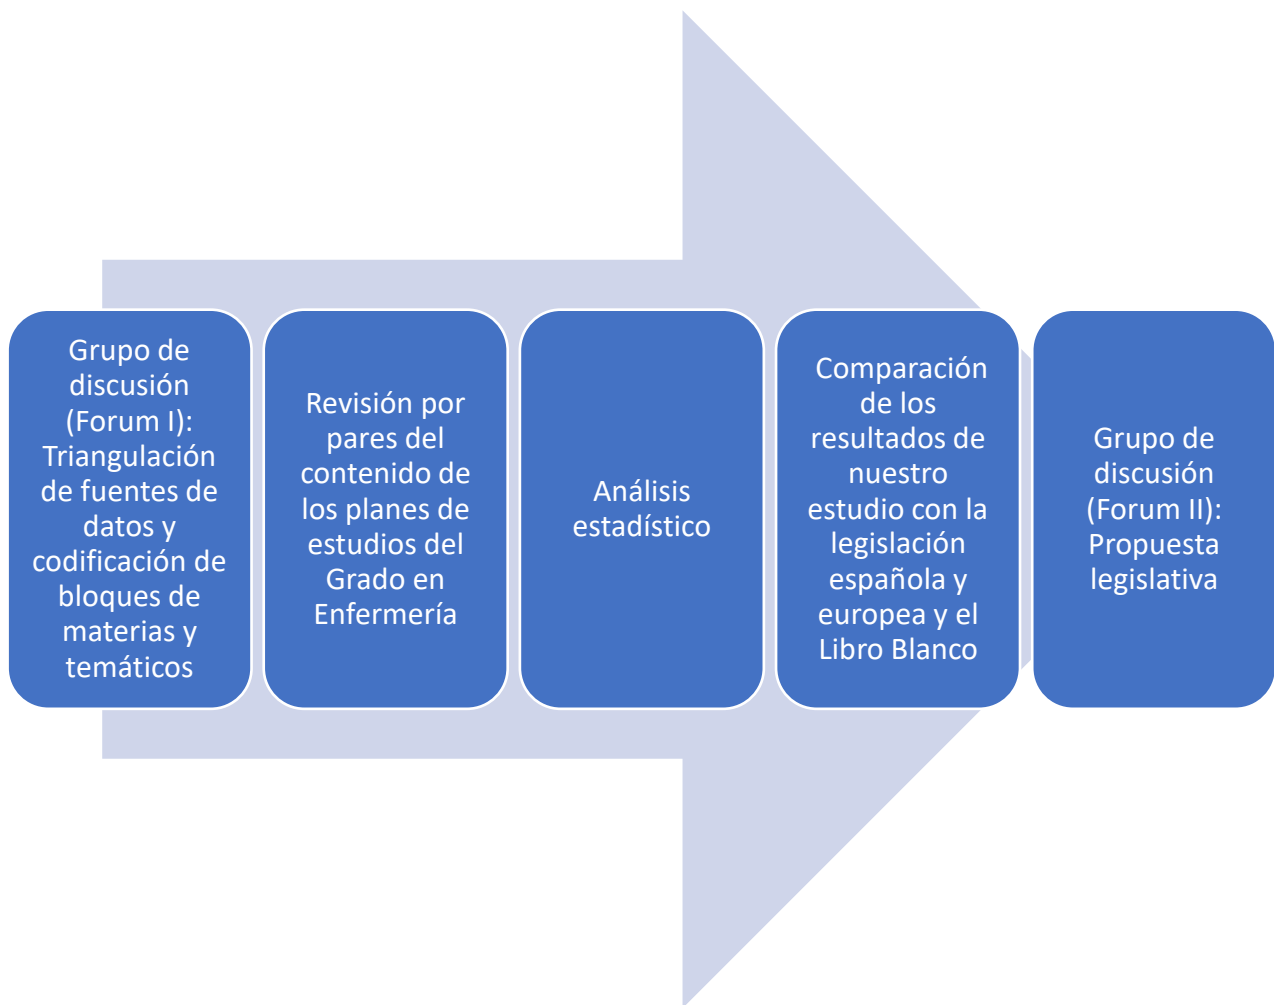 Grupo de
discusión
(Forum I):
Triangulación
de fuentes de
datos y
codificación de
bloques de
materias y
temáticos
Revisión por
pares del
contenido de
los planes de
estudios del
Grado en
Enfermería
Análisis
estadístico
Comparación
de los
resultados de
nuestro
estudio con la
legislación
española y
europea y el
Libro Blanco
Grupo de
discusión
(Forum II):
Propuesta
legislativa